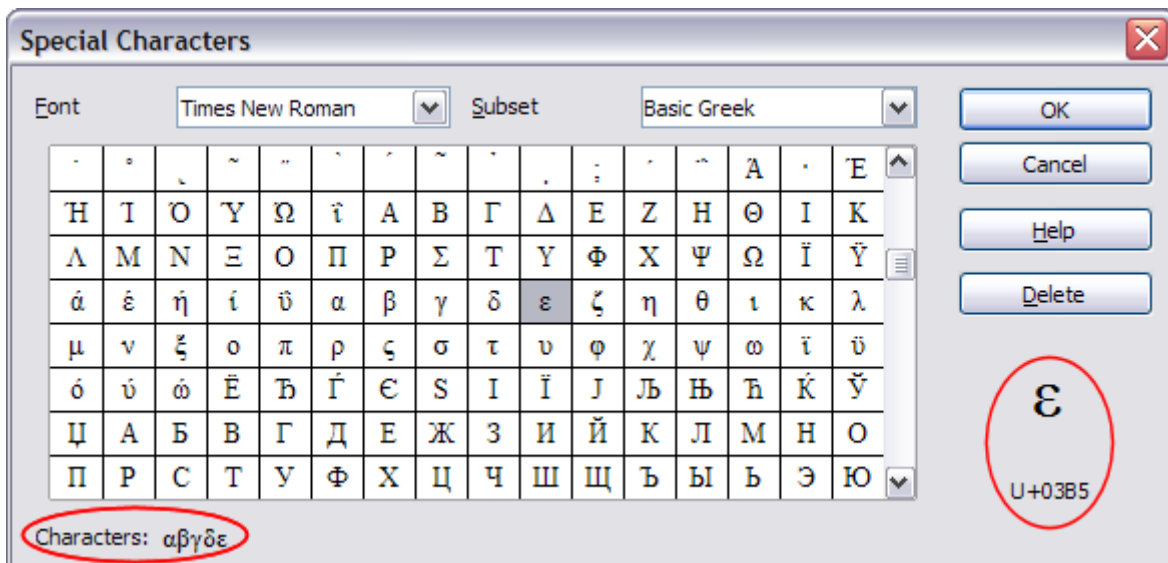 Special Characters
Font Times New Roman Subset Basic Greek
OK
Ά · Έ
Cancel
Ή Ί Ό Ύ Ώ ΐ Α Β Γ Δ Ε Ζ Η Θ Ι Κ
Help
Λ Μ Ν Ξ Ο Π Ρ Σ Τ Υ Φ Χ Ψ Ω Ϊ Ϋ
ά έ ή ί ΰ α β γ δ ε ζ η θ ι κ λ
Delete
μ ν ξ ο π ρ ς σ τ υ φ χ ψ ω ϊ ϋ
ό ύ ώ Ё Ђ Ѓ Є Ѕ І Ї Ј Љ Њ Ћ Ќ Ў
Џ А Б В Г Д Е Ж З И Й К Л М Н О
П Р С Т У Ф Х Ц Ч Ш Щ Ъ Ы Ь Э Ю
ε
U+03B5
Characters: αβγδε